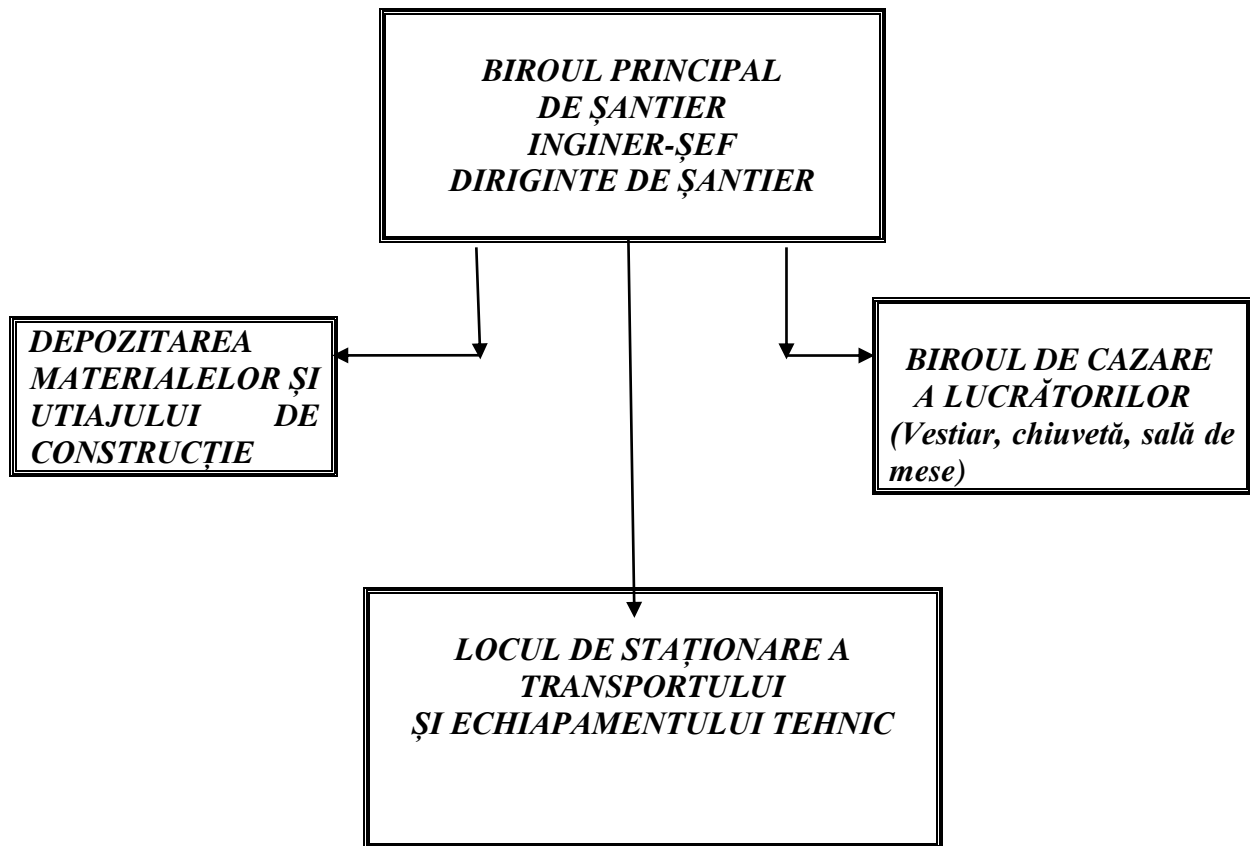 BIROUL PRINCIPAL
DE ȘANTIER
INGINER-ȘEF
DIRIGINTE DE ȘANTIER
DEPOZITAREA
MATERIALELOR ȘI
UTIAJULUI DE
CONSTRUCȚIE
BIROUL DE CAZARE
A LUCRĂTORILOR
(Vestiar, chiuvetă, sală de
mese)
LOCUL DE STAȚIONARE A
TRANSPORTULUI
ȘI ECHIAPAMENTULUI TEHNIC